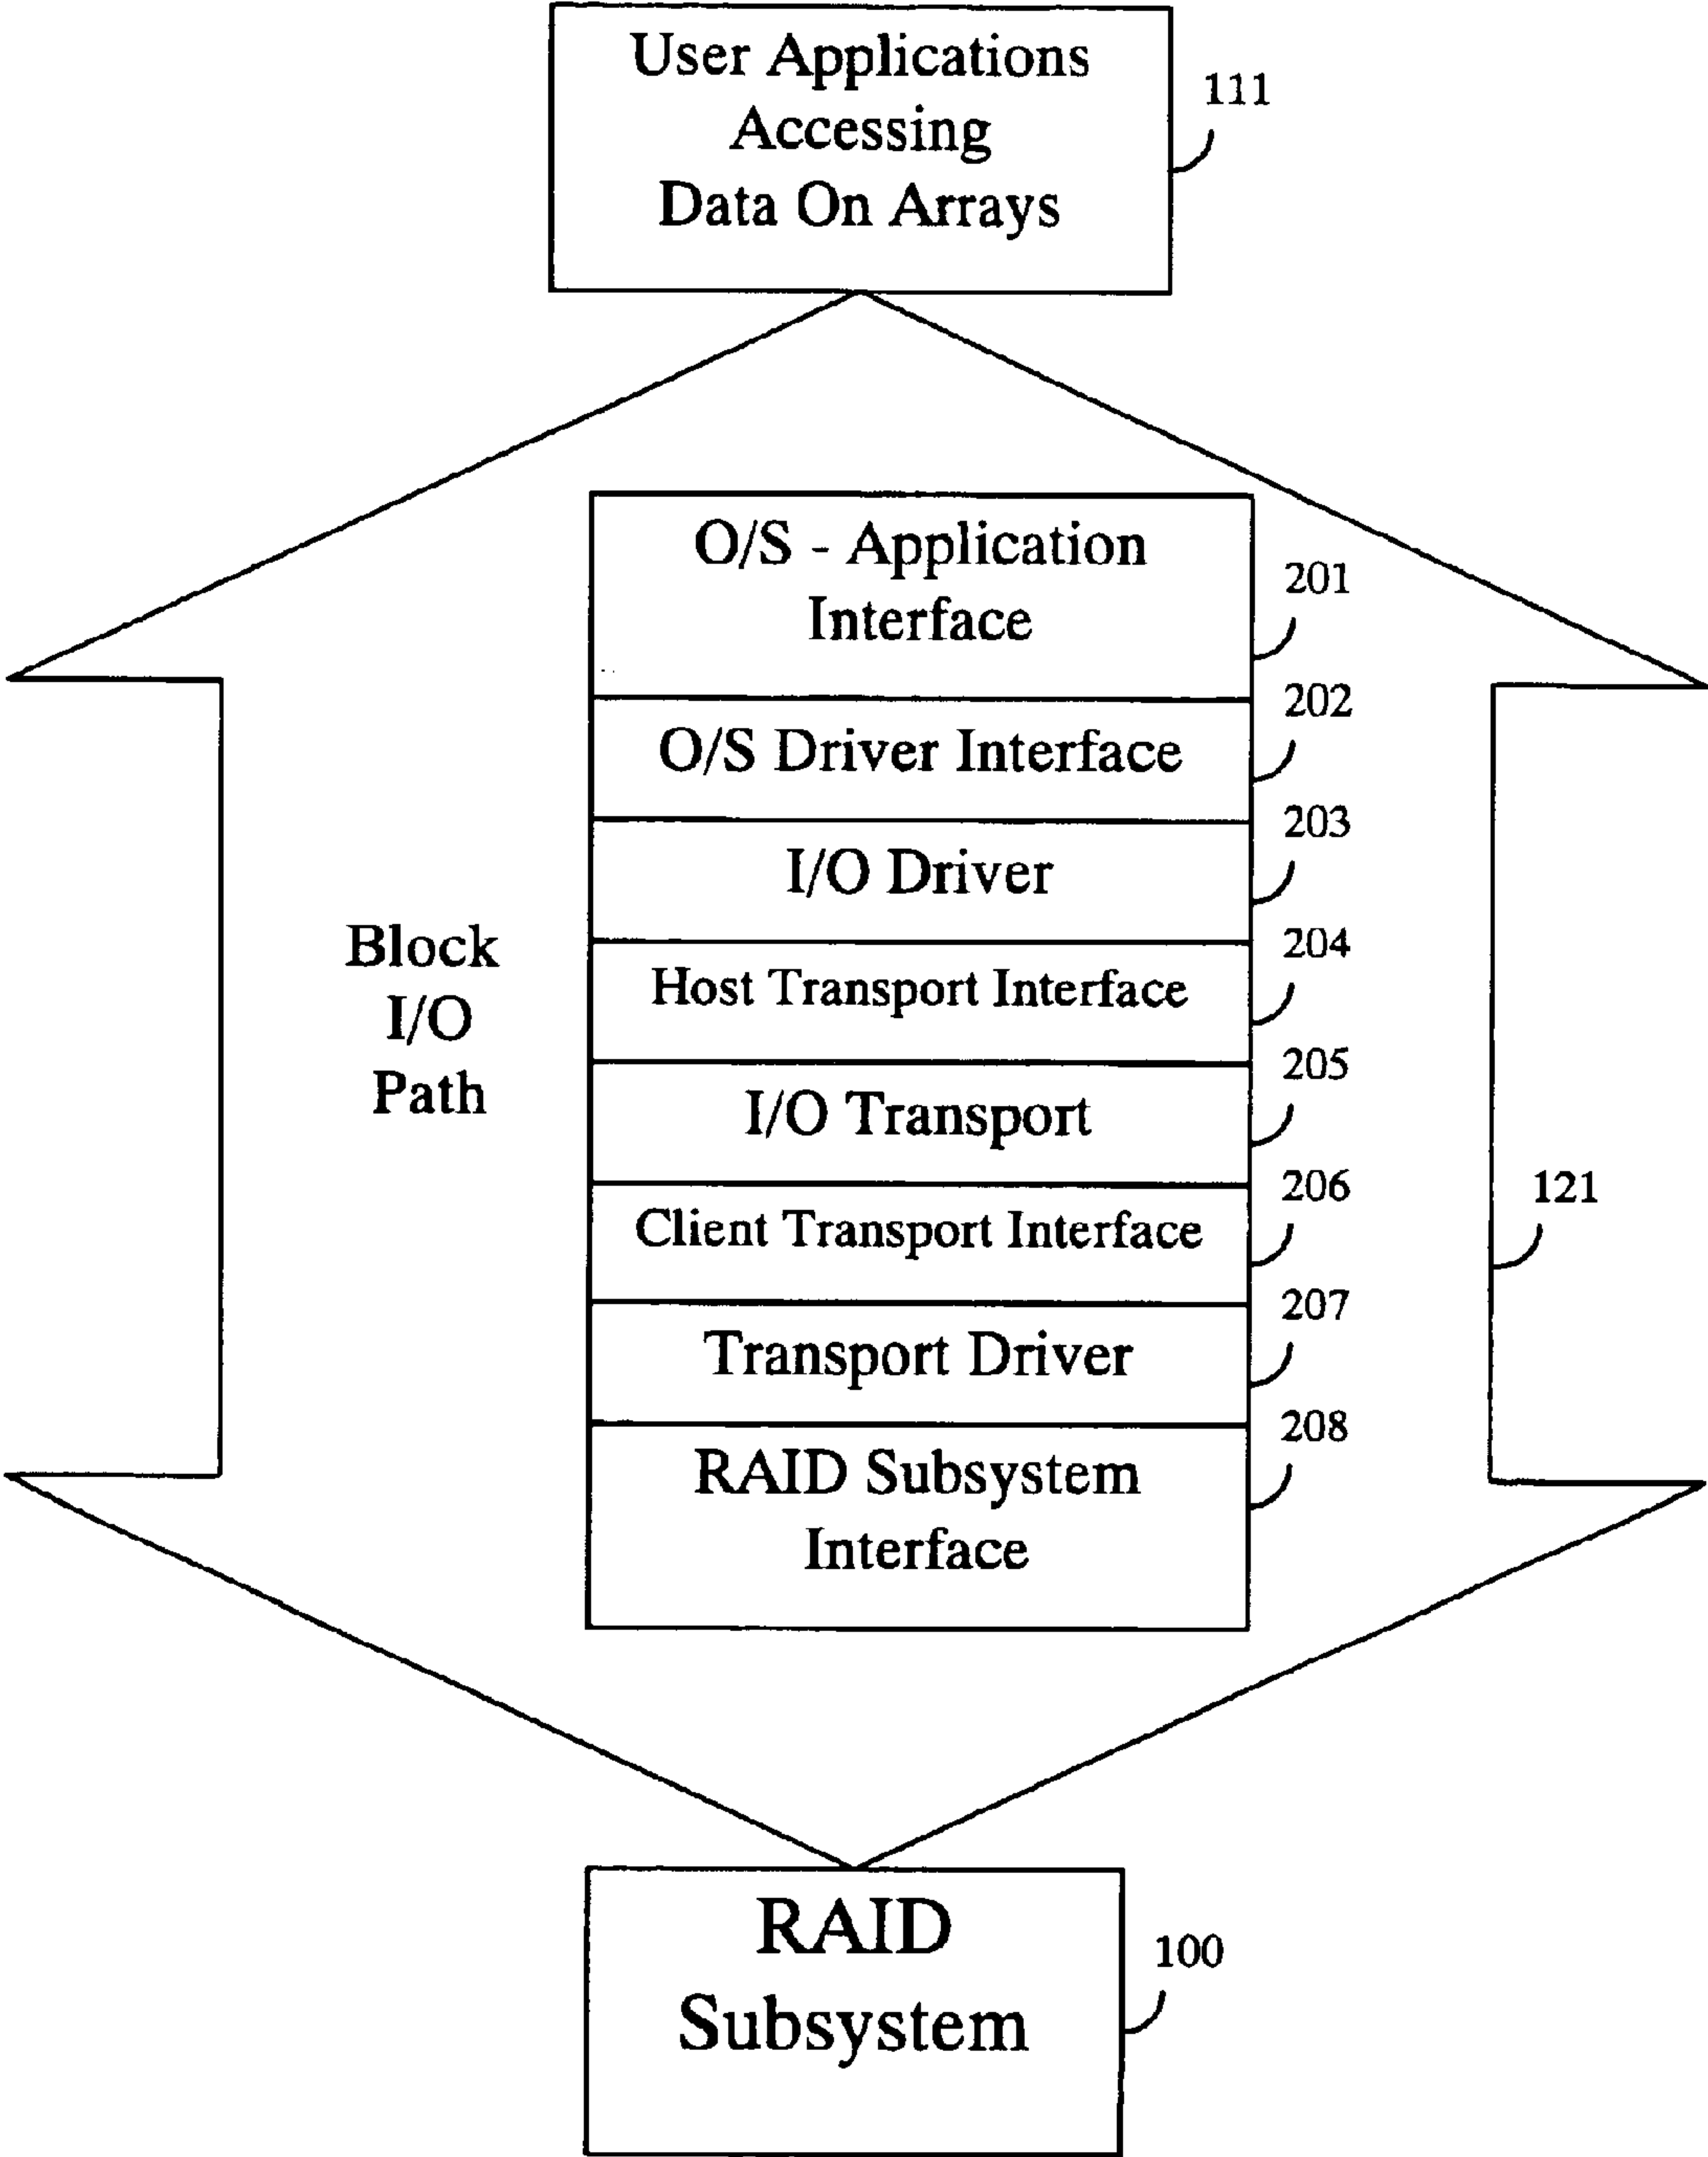 User Applications
Accessing
Data On Arrays
111
O/S - Application
Interface
201
202
O/S Driver Interface
203
I/O Driver
204
Host Transport Interface
205
I/O Transport
206
Client Transport Interface
207
Transport Driver
208
RAID Subsystem
Interface
Block
I/O
Path
121
RAID
Subsystem
100